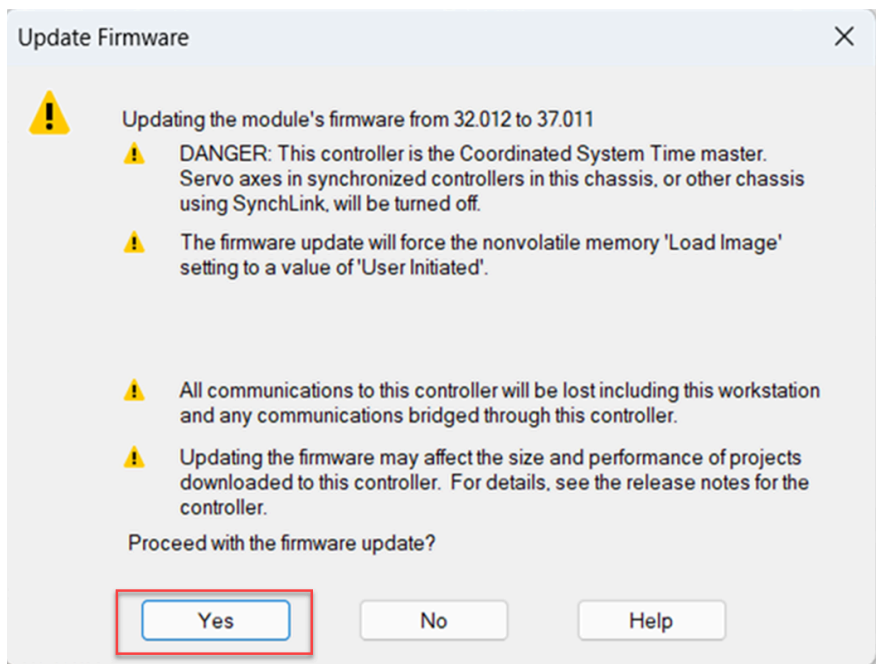 Update Firmware
Updating the module's firmware from 32.012 to 37.011
DANGER: This controller is the Coordinated System Time master.
Servo axes in synchronized controllers in this chassis, or other chassis
using SynchLink, will be turned off.
The firmware update will force the nonvolatile memory 'Load Image'
setting to a value of 'User Initiated'.
All communications to this controller will be lost including this workstation
and any communications bridged through this controller.
Updating the firmware may affect the size and performance of projects
downloaded to this controller. For details, see the release notes for the
controller.
Proceed with the firmware update?
Yes No Help